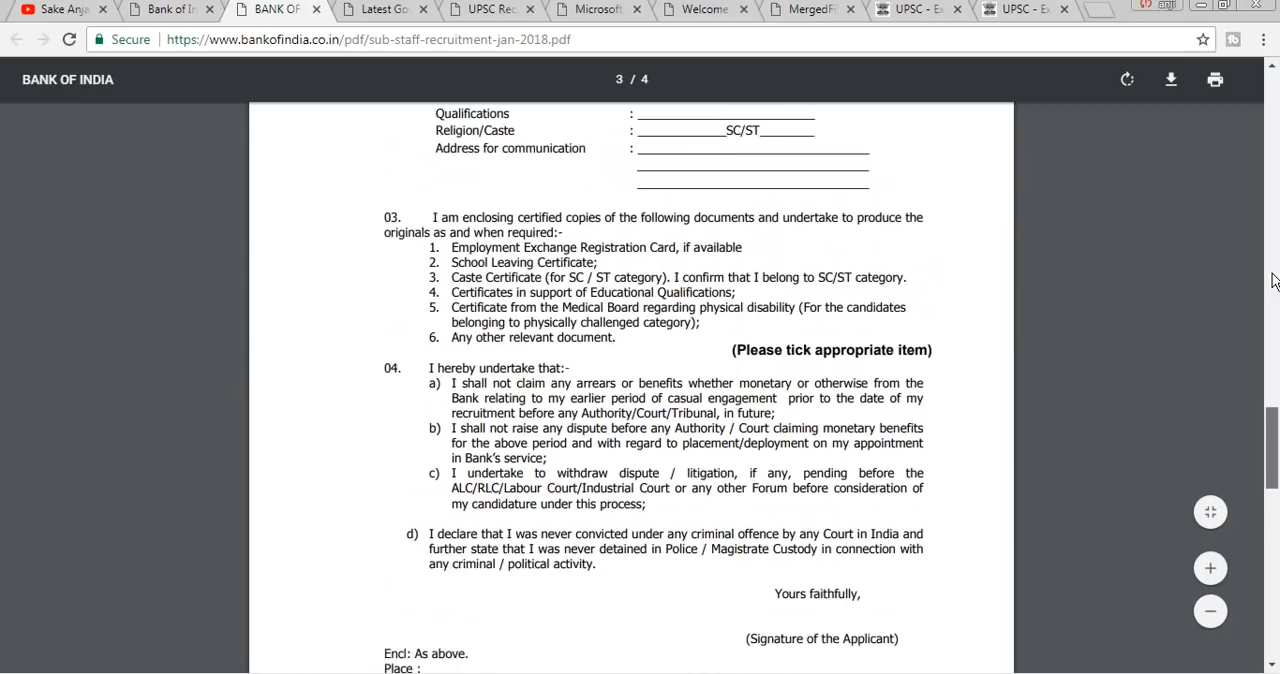 Sake Anja
Bank of In
BANK OF
Latest Gov
UPSC Rec
Microsoft
Welcome
MergedFi
UPSC - Ex
UPSC - Ex
anji
Secure
https://www.bankofindia.co.in/pdf/sub-staff-recruitment-jan-2018.pdf
BANK OF INDIA
3 / 4
Qualifications : ____________________
Religion/Caste : __________SC/ST______
Address for communication : ____________________
____________________
____________________
03. I am enclosing certified copies of the following documents and undertake to produce the
originals as and when required:-
1. Employment Exchange Registration Card, if available
2. School Leaving Certificate;
3. Caste Certificate (for SC / ST category). I confirm that I belong to SC/ST category.
4. Certificates in support of Educational Qualifications;
5. Certificate from the Medical Board regarding physical disability (For the candidates
belonging to physically challenged category);
6. Any other relevant document.
(Please tick appropriate item)
04. I hereby undertake that:-
a) I shall not claim any arrears or benefits whether monetary or otherwise from the
Bank relating to my earlier period of casual engagement prior to the date of my
recruitment before any Authority/Court/Tribunal, in future;
b) I shall not raise any dispute before any Authority / Court claiming monetary benefits
for the above period and with regard to placement/deployment on my appointment
in Bank's service;
c) I undertake to withdraw dispute / litigation, if any, pending before the
ALC/RLC/Labour Court/Industrial Court or any other Forum before consideration of
my candidature under this process;
d) I declare that I was never convicted under any criminal offence by any Court in India and
further state that I was never detained in Police / Magistrate Custody in connection with
any criminal / political activity.
Yours faithfully,
(Signature of the Applicant)
Encl: As above.
Place :